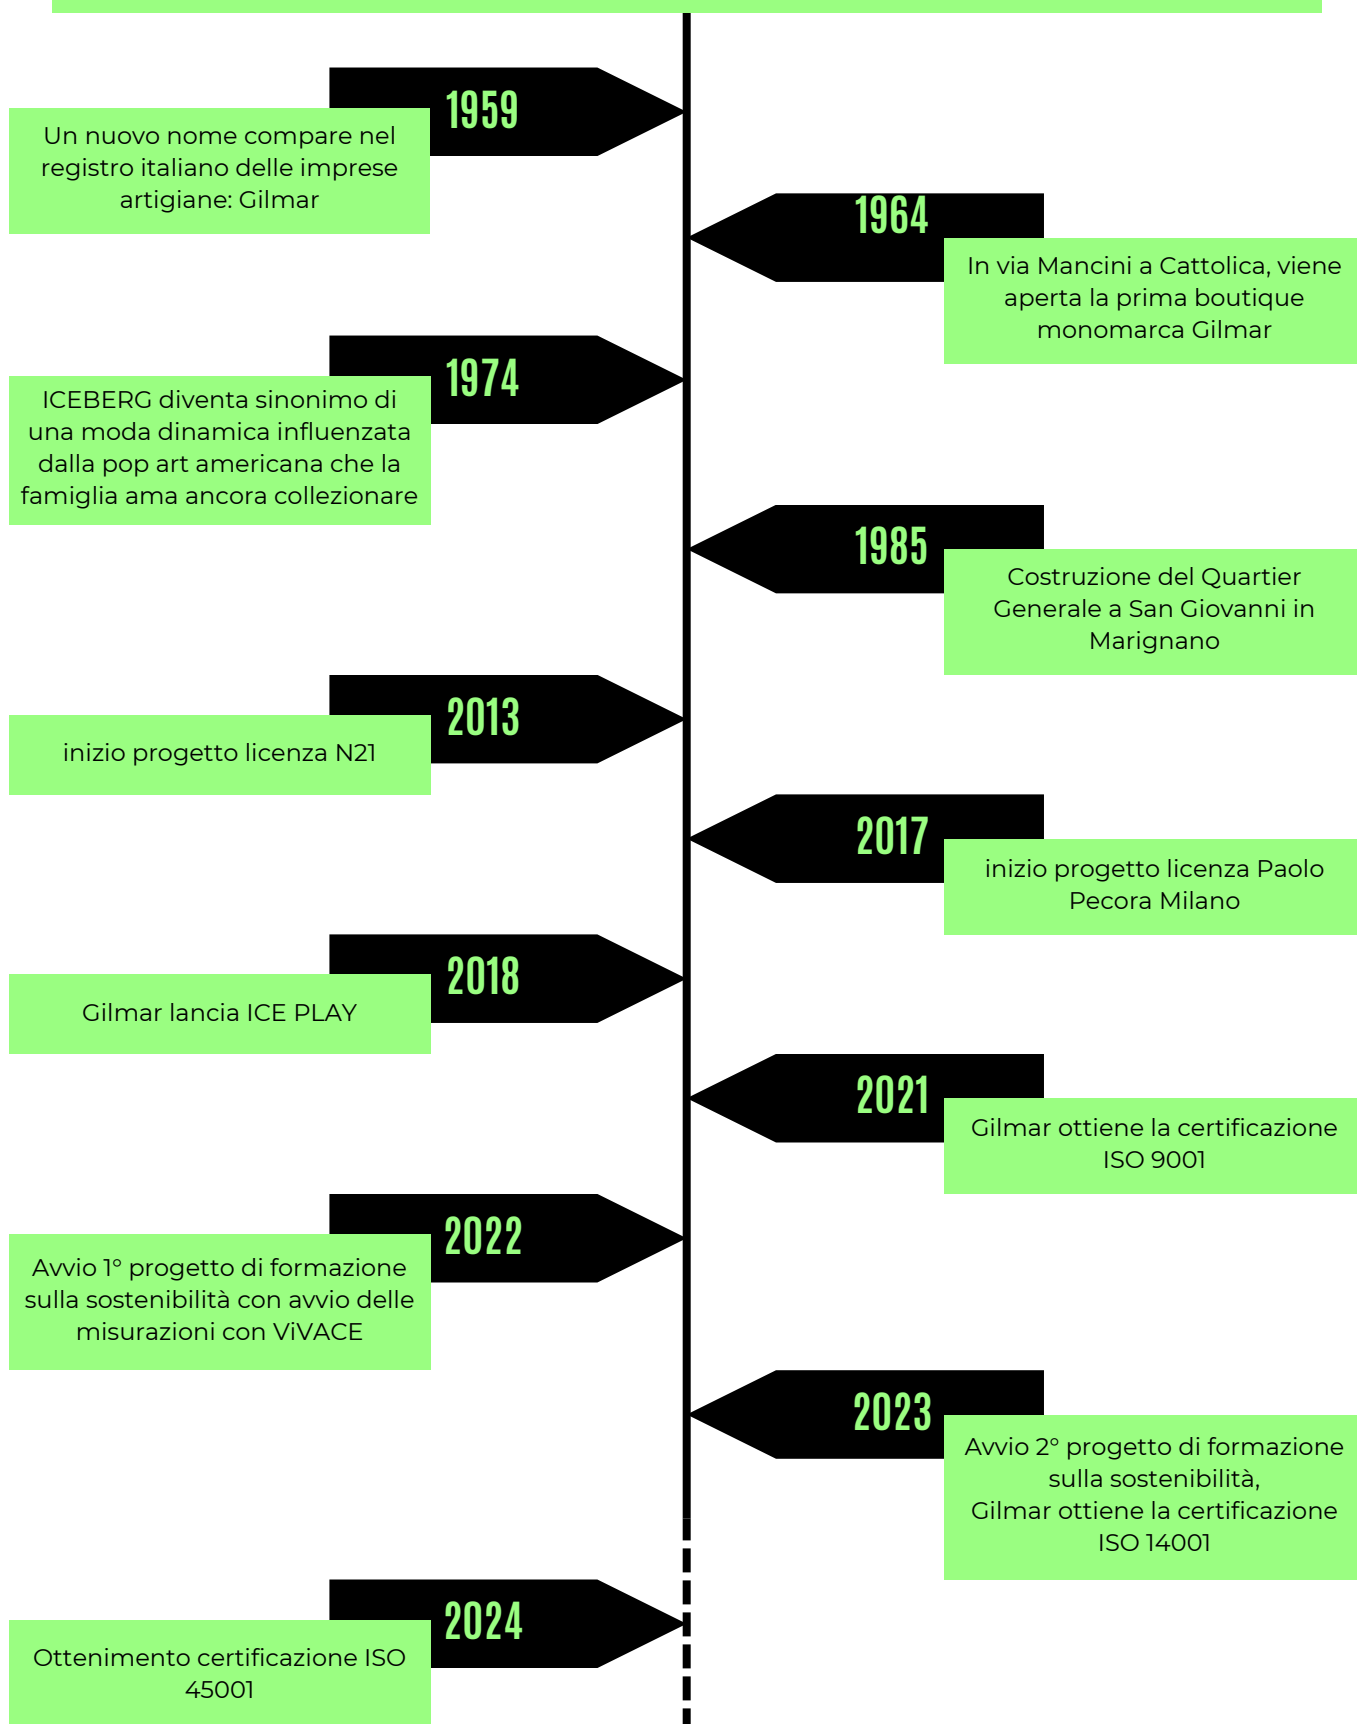 1959
Un nuovo nome compare nel
registro italiano delle imprese
artigiane: Gilmar
1964
In via Mancini a Cattolica, viene
aperta la prima boutique
monomarca Gilmar
1974
ICEBERG diventa sinonimo di
una moda dinamica influenzata
dalla pop art americana che la
famiglia ama ancora collezionare
1985
Costruzione del Quartier
Generale a San Giovanni in
Marignano
2013
inizio progetto licenza N21
2017
inizio progetto licenza Paolo
Pecora Milano
2018
Gilmar lancia ICE PLAY
2021
Gilmar ottiene la certificazione
ISO 9001
2022
Avvio 1° progetto di formazione
sulla sostenibilità con avvio delle
misurazioni con ViVACE
2023
Avvio 2° progetto di formazione
sulla sostenibilità,
Gilmar ottiene la certificazione
ISO 14001
2024
Ottenimento certificazione ISO
45001